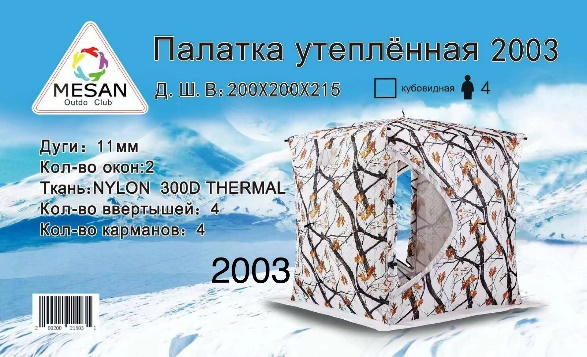 Палатка утеплённая 2003
MESAN
Outdo Club
Д. Ш. В:200X200X215
кубовидная 4
Дуги: 11мм
Кол-во окон:2
Ткань:NYLON 300D THERMAL
Кол-во ввертышей: 4
Кол-во карманов: 4
2003